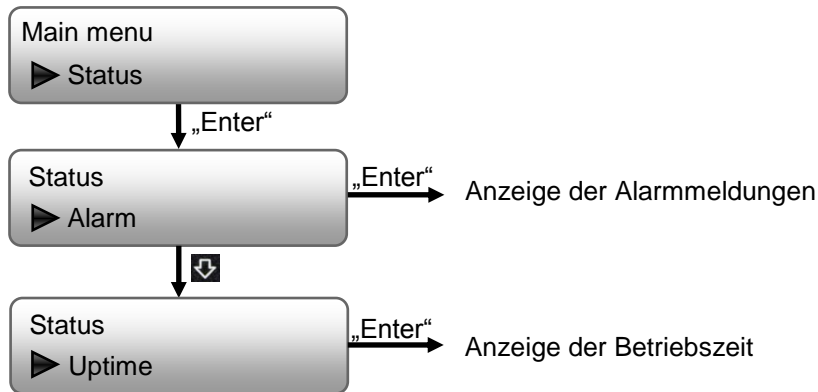 Main menu
Status
„Enter“
Status
Alarm
„Enter“
Anzeige der Alarmmeldungen
Status
Uptime
„Enter“
Anzeige der Betriebszeit